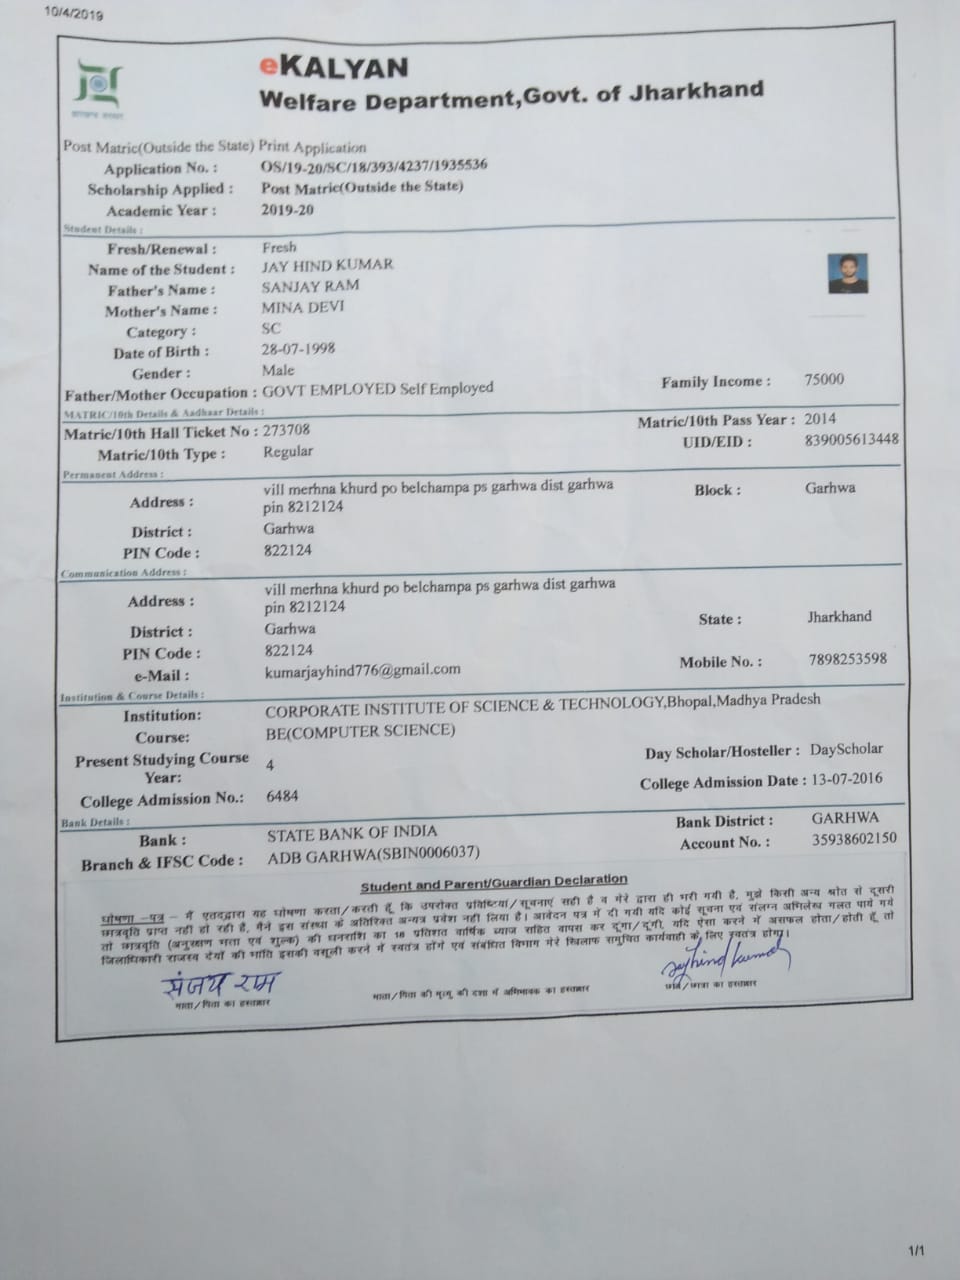 10/4/2019
eKALYAN
Welfare Department,Govt. of Jharkhand
झारखण्ड सरकार
Post Matric(Outside the State) Print Application
Application No. : OS/19-20/SC/18/393/4237/1935536
Scholarship Applied : Post Matric(Outside the State)
Academic Year : 2019-20
Student Details :
Fresh/Renewal : Fresh
Name of the Student : JAY HIND KUMAR
Father's Name : SANJAY RAM
Mother's Name : MINA DEVI
Category : SC
Date of Birth : 28-07-1998
Gender : Male
Father/Mother Occupation : GOVT EMPLOYED Self Employed Family Income : 75000
MATRIC/10th Details & Aadhaar Details :
Matric/10th Hall Ticket No : 273708 Matric/10th Pass Year : 2014
Matric/10th Type : Regular UID/EID : 839005613448
Permanent Address :
Address : vill merhna khurd po belchampa ps garhwa dist garhwa Block : Garhwa
pin 8212124
District : Garhwa
PIN Code : 822124
Communication Address :
Address : vill merhna khurd po belchampa ps garhwa dist garhwa
pin 8212124
District : Garhwa State : Jharkhand
PIN Code : 822124
e-Mail : kumarjayhind776@gmail.com Mobile No. : 7898253598
Institution & Course Details :
Institution: CORPORATE INSTITUTE OF SCIENCE & TECHNOLOGY,Bhopal,Madhya Pradesh
Course: BE(COMPUTER SCIENCE)
Present Studying Course 4 Day Scholar/Hosteller : DayScholar
Year:
College Admission No.: 6484 College Admission Date : 13-07-2016
Bank Details :
Bank : STATE BANK OF INDIA Bank District : GARHWA
Branch & IFSC Code : ADB GARHWA(SBIN0006037) Account No. : 35938602150
Student and Parent/Guardian Declaration
घोषणा -पत्र - मैं एतदद्वारा यह घोषणा करता/करती हूँ कि उपरोक्त प्रविष्टियां/सूचनाएं सही है व मेरे द्वारा ही भरी गयी है, मुझे किसी अन्य श्रोत से दूसरी
छात्रवृति प्राप्त नहीं हो रही है, मैंने इस संस्था के अतिरिक्त अन्यत्र प्रवेश नहीं लिया है। आवेदन पत्र में दी गयी यदि कोई सूचना एवं संलग्न अभिलेख गलत पाये गये
तो छात्रवृति (अनुरक्षण भत्ता एवं शुल्क) की धनराशि का 18 प्रतिशत वार्षिक ब्याज सहित वापस कर दूंगा/दूंगी, यदि ऐसा करने में असफल होता/होती हूँ तो
जिलाधिकारी राजस्व देयों की भांति इसकी वसूली करने में स्वतंत्र होंगे एवं संबंधित विभाग मेरे खिलाफ समुचित कार्यवाही के लिए स्वतंत्र होगा।
संजय राम Jayhind Kumar
माता/पिता का हस्ताक्षर माता/पिता की मृत्यु की दशा में अभिभावक का हस्ताक्षर छात्र/छात्रा का हस्ताक्षर
1/1